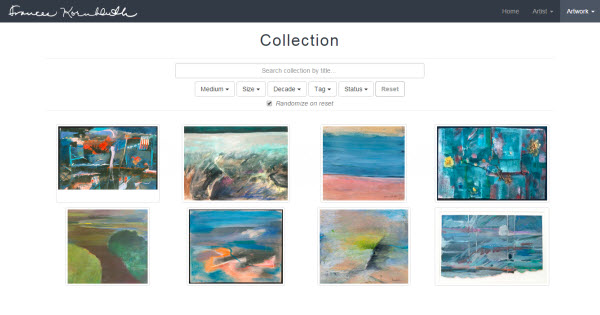 Frances Kornbluth
Home Artist Artwork
Collection
Search collection by title...
Medium Size Decade Tag Status Reset
Randomize on reset